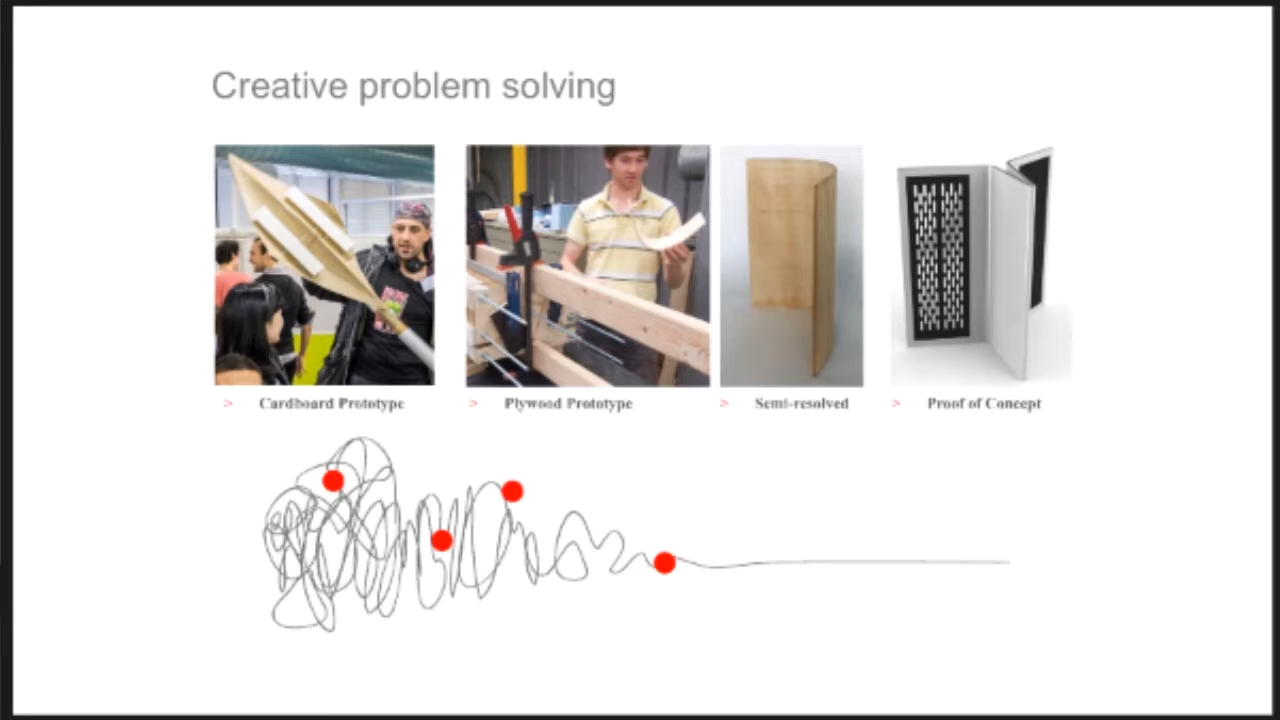 Creative problem solving
> Cardboard Prototype
> Plywood Prototype
> Semi-resolved
> Proof of Concept